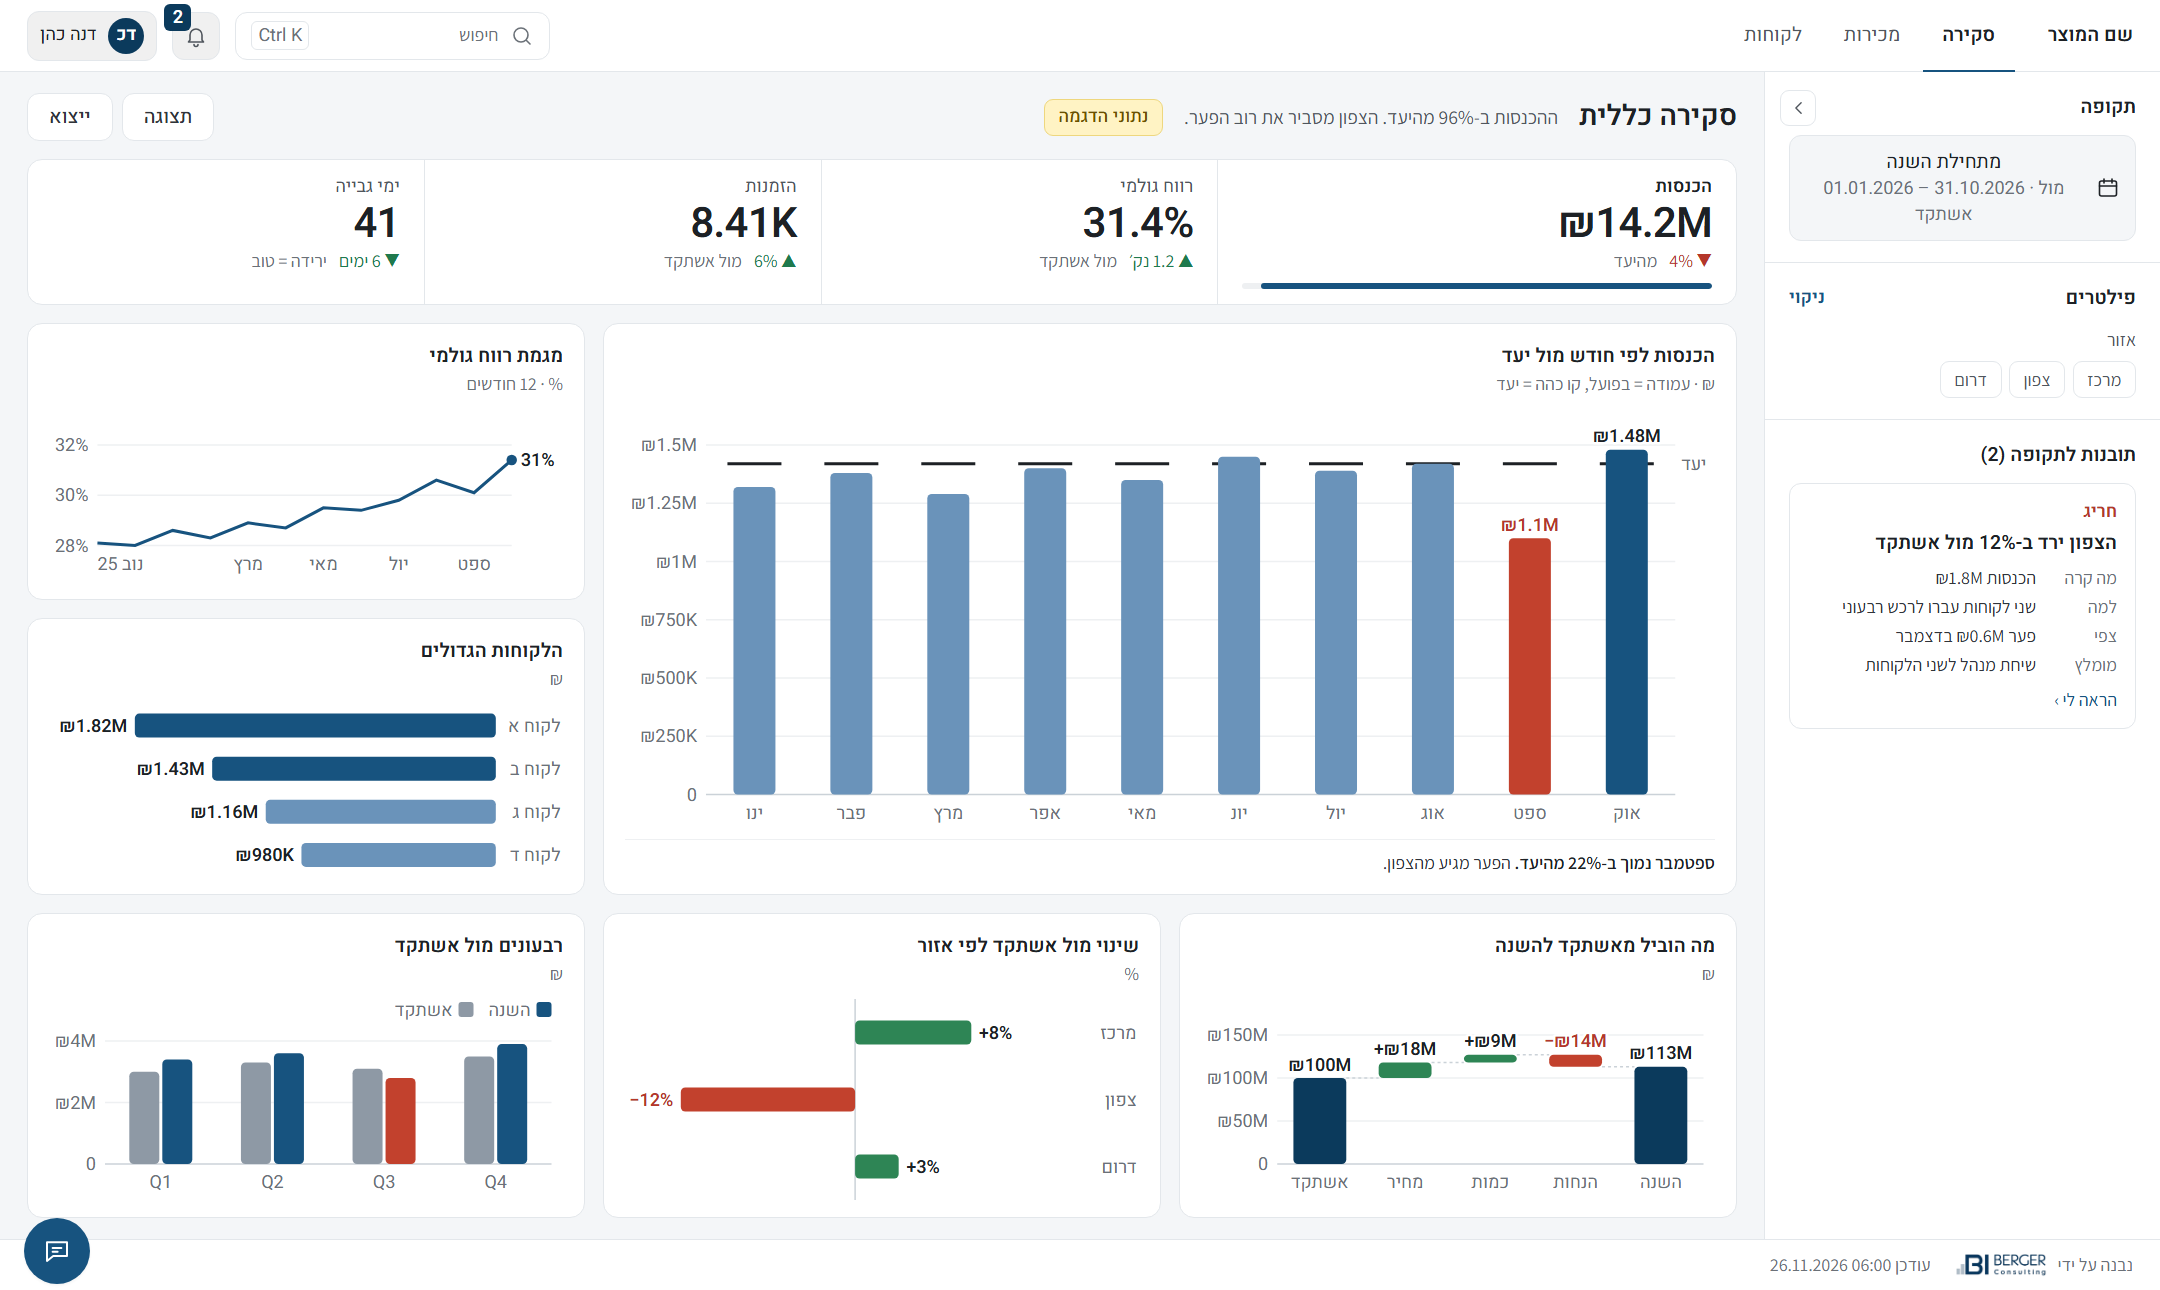 שם המוצר
סקירה
מכירות
לקוחות
חיפוש
Ctrl K
2
דכ
דנה כהן
תקופה
מתחילת השנה
01.01.2026 – 31.10.2026 · מול
אשתקד
פילטרים
ניקוי
אזור
מרכז
צפון
דרום
תובנות לתקופה (2)
חריג
הצפון ירד ב-12% מול אשתקד
מה קרה
הכנסות ₪1.8M
למה
שני לקוחות עברו לרכש רבעוני
צפי
פער ₪0.6M בדצמבר
מומלץ
שיחת מנהל לשני הלקוחות
הראה לי ›
סקירה כללית
ההכנסות ב-96% מהיעד. הצפון מסביר את רוב הפער.
נתוני הדגמה
תצוגה
ייצוא
הכנסות
₪14.2M
▼ 4% מהיעד
רווח גולמי
31.4%
▲ 1.2 נק׳ מול אשתקד
הזמנות
8.41K
▲ 6% מול אשתקד
ימי גבייה
41
▼ 6 ימים ירידה = טוב
הכנסות לפי חודש מול יעד
₪ · עמודה = בפועל, קו כהה = יעד
₪1.5M
₪1.25M
₪1M
₪750K
₪500K
₪250K
0
₪1.48M
₪1.1M
יעד
ינו
פבר
מרץ
אפר
מאי
יונ
יול
אוג
ספט
אוק
ספטמבר נמוך ב-22% מהיעד. הפער מגיע מהצפון.
מגמת רווח גולמי
% · 12 חודשים
32%
30%
28%
31%
נוב 25
מרץ
מאי
יול
ספט
הלקוחות הגדולים
₪
לקוח א
₪1.82M
לקוח ב
₪1.43M
לקוח ג
₪1.16M
לקוח ד
₪980K
מה הוביל מאשתקד להשנה
₪
₪150M
₪100M
₪50M
0
₪100M
+₪18M
+₪9M
−₪14M
₪113M
אשתקד
מחיר
כמות
הנחות
השנה
שינוי מול אשתקד לפי אזור
%
מרכז
+8%
צפון
−12%
דרום
+3%
רבעונים מול אשתקד
₪
השנה
אשתקד
₪4M
₪2M
0
Q1
Q2
Q3
Q4
נבנה על ידי
BI BERGER
Consulting
עודכן 26.11.2026 06:00